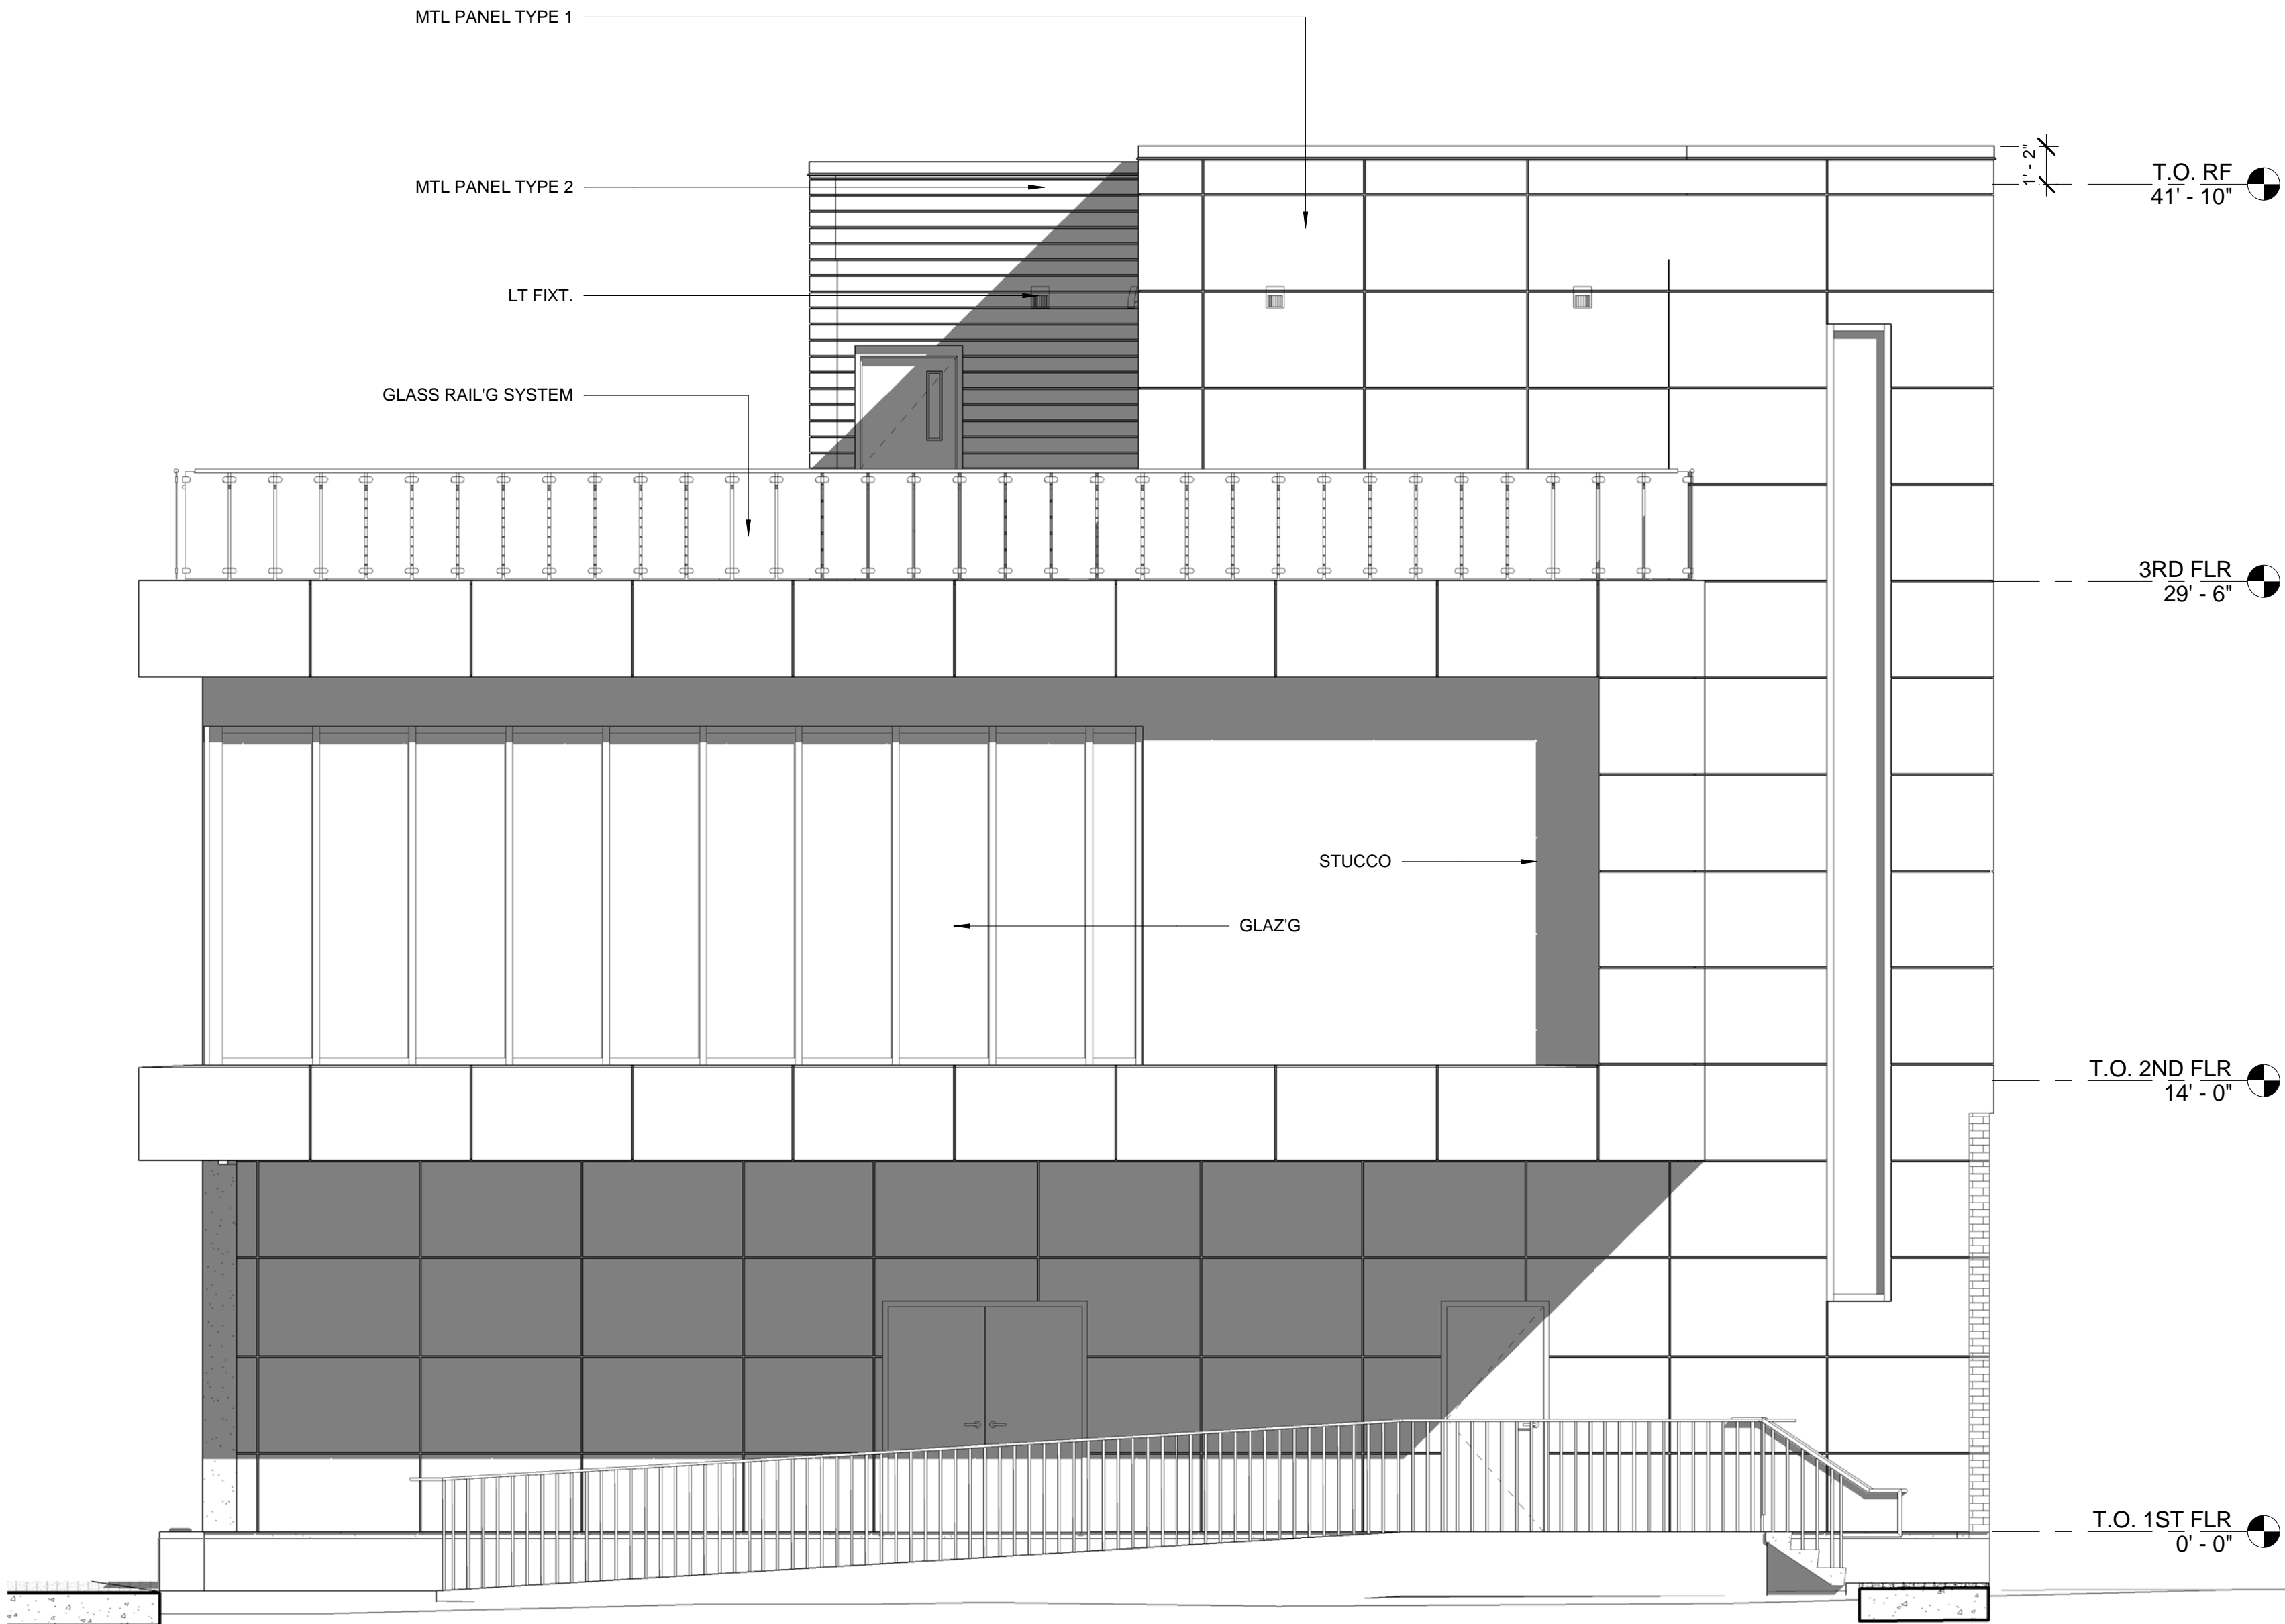 MTL PANEL TYPE 1
1' - 2"
T.O. RF
41' - 10"
MTL PANEL TYPE 2
LT FIXT.
GLASS RAIL'G SYSTEM
3RD FLR
29' - 6"
STUCCO
GLAZ'G
T.O. 2ND FLR
14' - 0"
T.O. 1ST FLR
0' - 0"